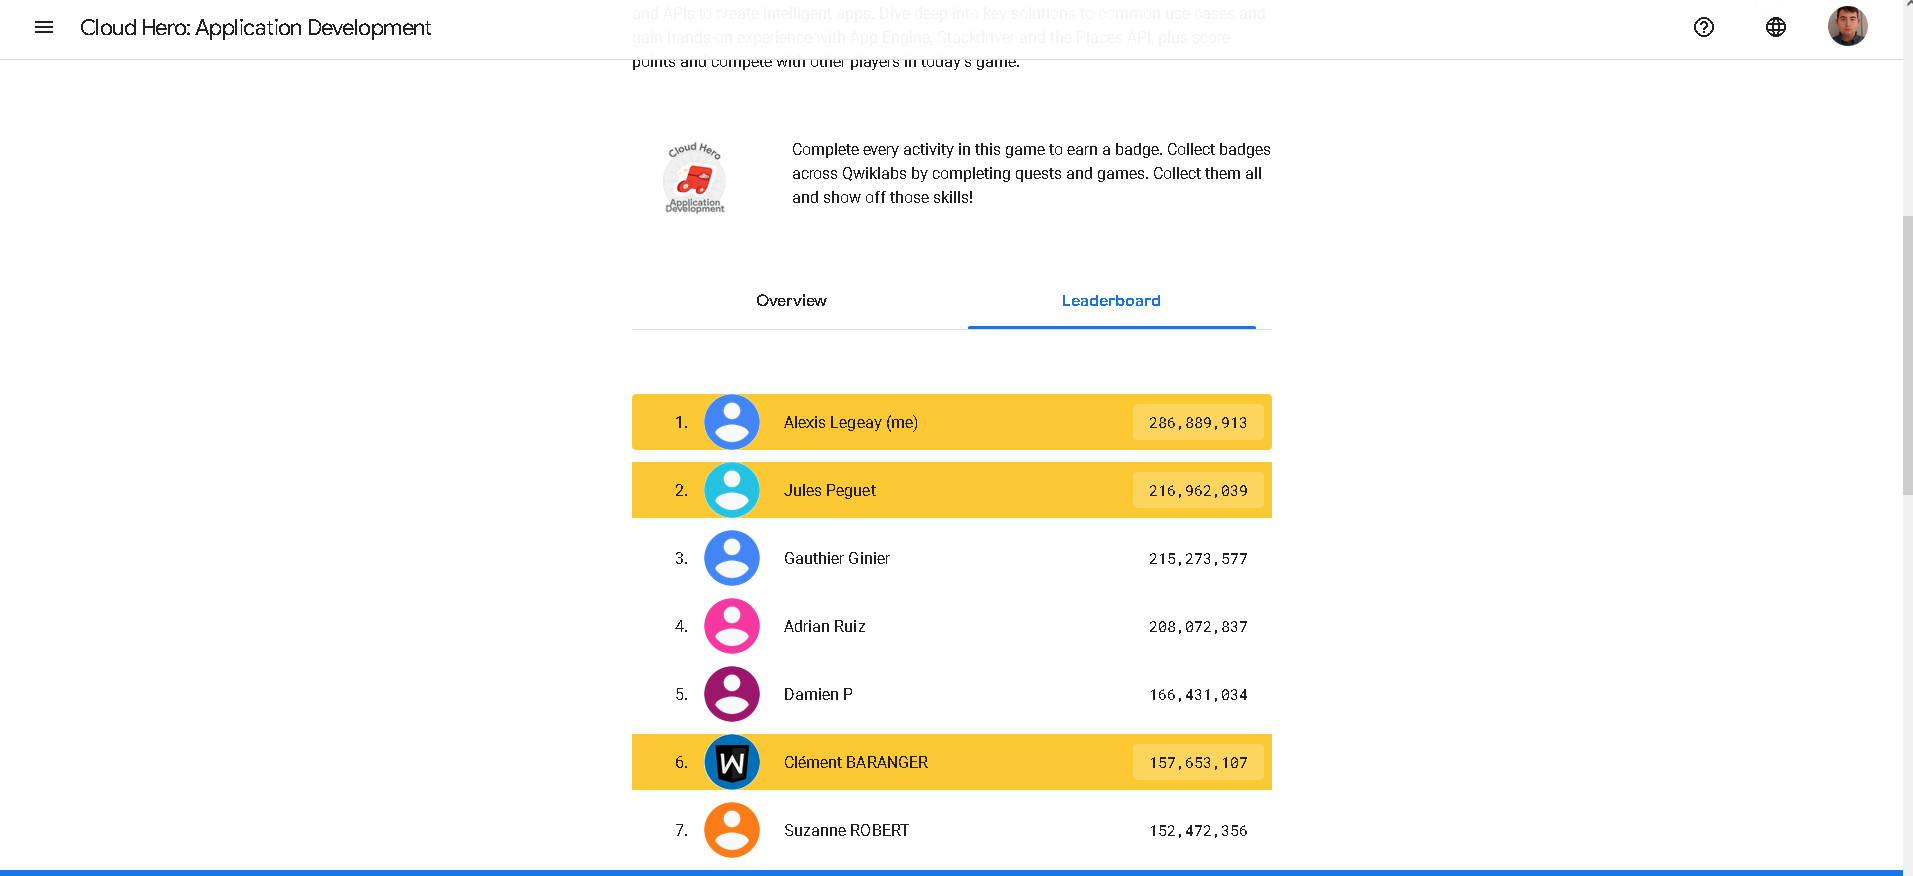 Cloud Hero: Application Development
and APIs to create intelligent apps. Dive deep into key solutions to common use cases and
gain hands-on experience with App Engine, Stackdriver and the Places API, plus score
points and compete with other players in today's game.
Cloud Hero
Application
Development
Complete every activity in this game to earn a badge. Collect badges
across Qwiklabs by completing quests and games. Collect them all
and show off those skills!
Overview Leaderboard
1. Alexis Legeay (me) 286,889,913
2. Jules Peguet 216,962,039
3. Gauthier Ginier 215,273,577
4. Adrian Ruiz 208,072,837
5. Damien P 166,431,034
6. W Clément BARANGER 157,653,107
7. Suzanne ROBERT 152,472,356